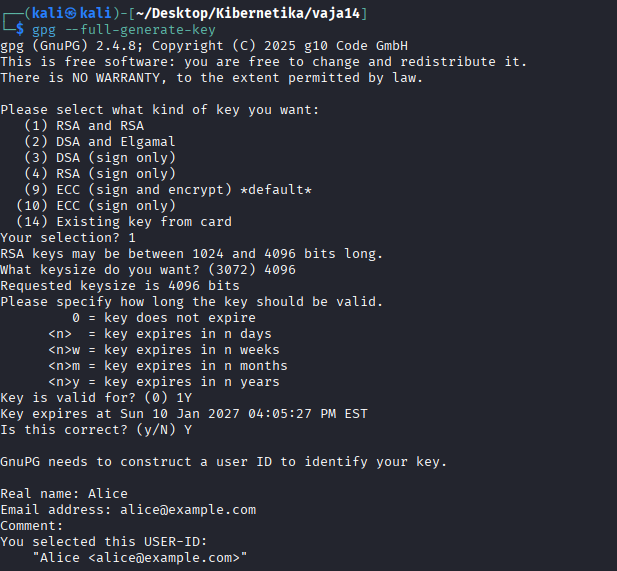 ┌──(kali㉿kali)-[~/Desktop/Kibernetika/vaja14]
└─$ gpg --full-generate-key
gpg (GnuPG) 2.4.8; Copyright (C) 2025 g10 Code GmbH
This is free software: you are free to change and redistribute it.
There is NO WARRANTY, to the extent permitted by law.

Please select what kind of key you want:
   (1) RSA and RSA
   (2) DSA and Elgamal
   (3) DSA (sign only)
   (4) RSA (sign only)
   (9) ECC (sign and encrypt) *default*
  (10) ECC (sign only)
  (14) Existing key from card
Your selection? 1
RSA keys may be between 1024 and 4096 bits long.
What keysize do you want? (3072) 4096
Requested keysize is 4096 bits
Please specify how long the key should be valid.
         0 = key does not expire
      <n>  = key expires in n days
      <n>w = key expires in n weeks
      <n>m = key expires in n months
      <n>y = key expires in n years
Key is valid for? (0) 1Y
Key expires at Sun 10 Jan 2027 04:05:27 PM EST
Is this correct? (y/N) Y

GnuPG needs to construct a user ID to identify your key.

Real name: Alice
Email address: alice@example.com
Comment:
You selected this USER-ID:
    "Alice <alice@example.com>"